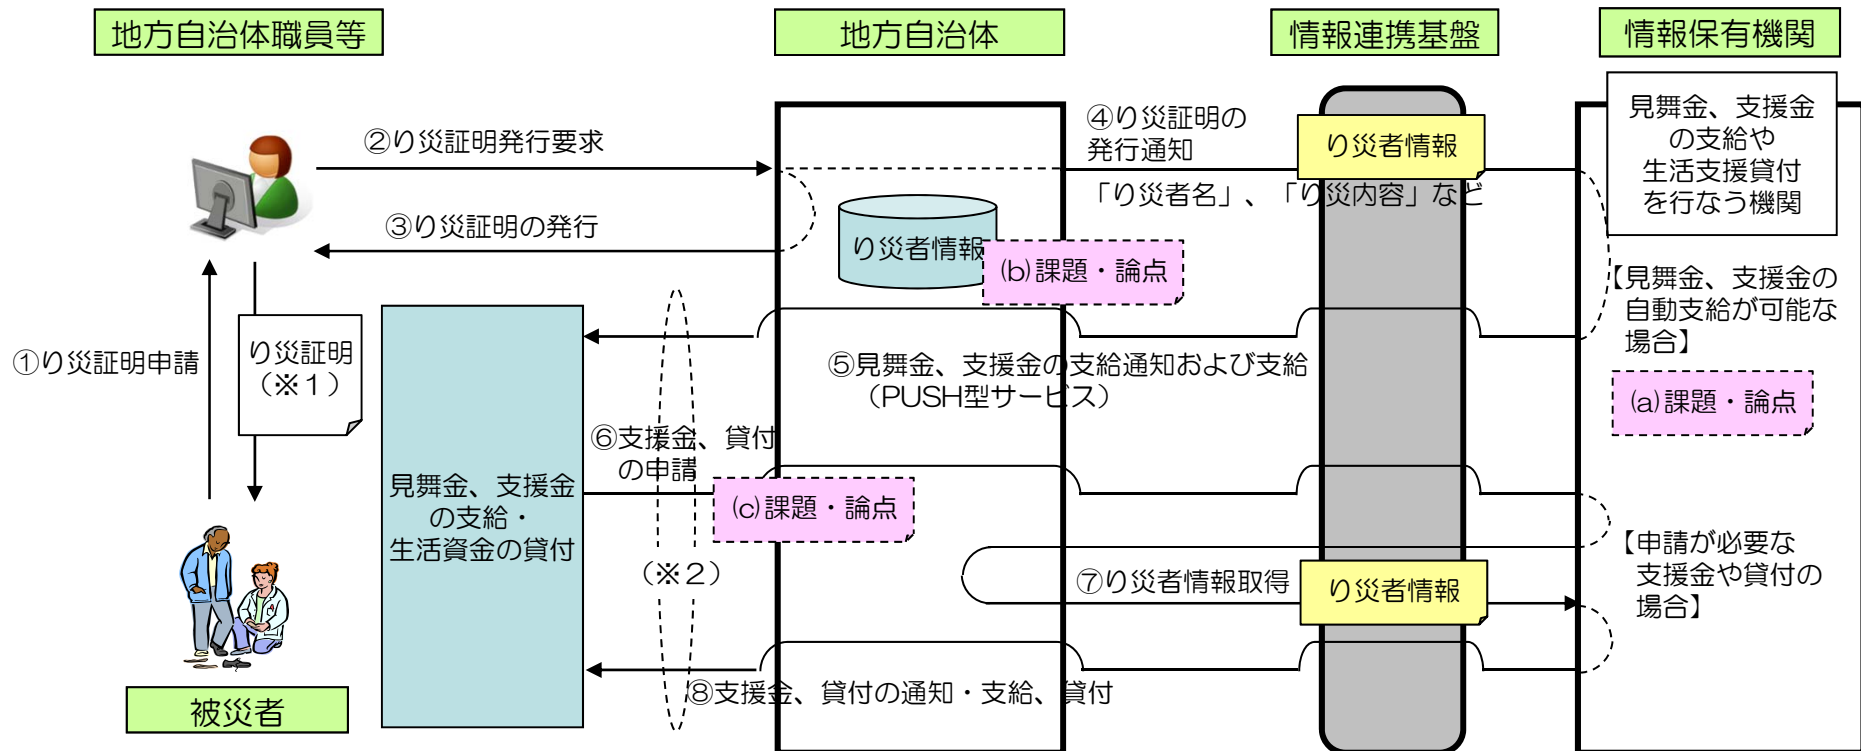 地方自治体職員等
地方自治体
情報連携基盤
情報保有機関
見舞金、支援金
の支給や
生活支援貸付
を行なう機関
②り災証明発行要求
④り災証明の
発行通知
り災者情報
「り災者名」、「り災内容」など
③り災証明の発行
り災者情報
(b)課題・論点
【見舞金、支援金の
自動支給が可能な
場合】
①り災証明申請
り災証明
（※１）
⑤見舞金、支援金の支給通知および支給
（PUSH型サービス）
(a)課題・論点
⑥支援金、貸付
の申請
見舞金、支援金
の支給・
生活資金の貸付
(c)課題・論点
（※２）
⑦り災者情報取得
り災者情報
【申請が必要な
支援金や貸付の
場合】
⑧支援金、貸付の通知・支給、貸付
被災者